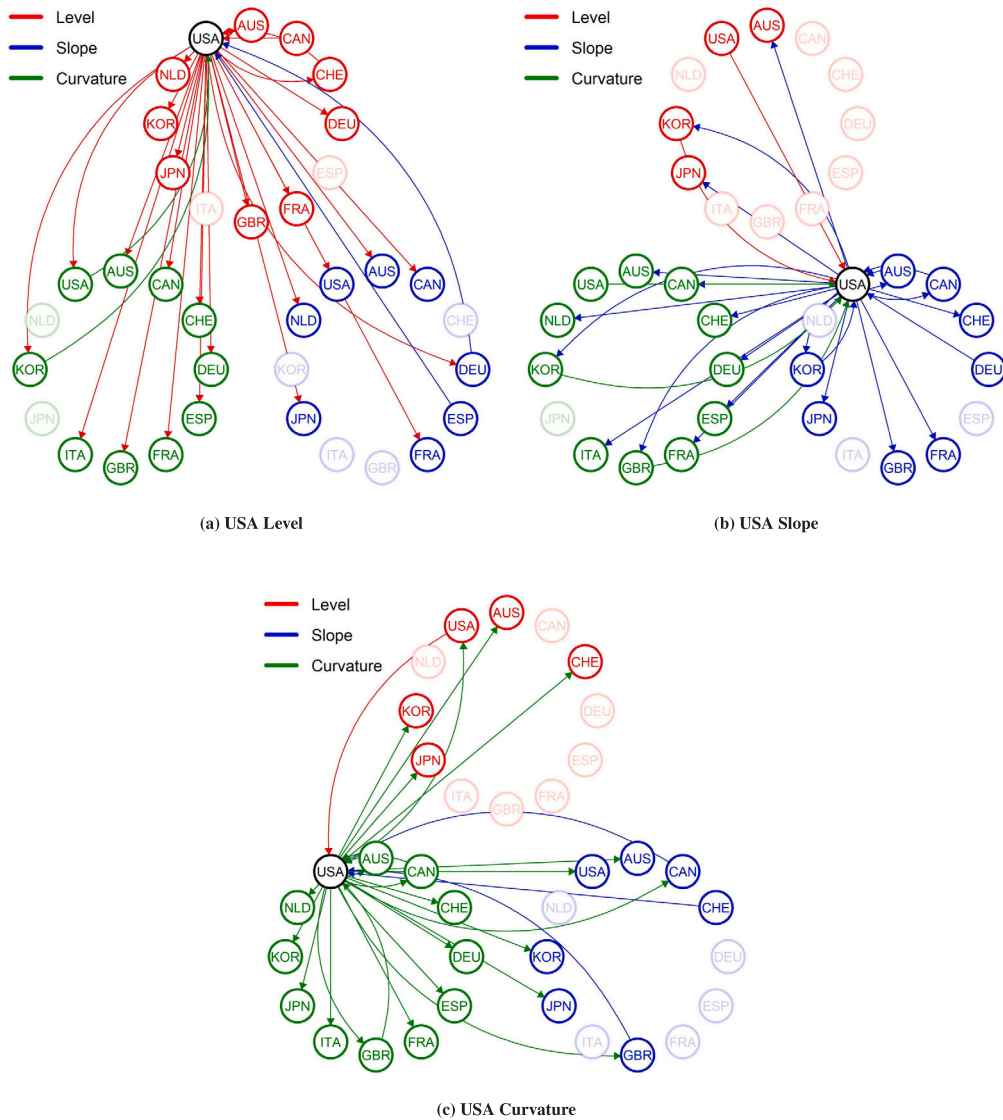 Level
Slope
Curvature
USA
AUS
CAN
CHE
NLD
KOR
DEU
JPN
ESP
ITA
GBR
FRA
USA
AUS
CAN
CHE
NLD
KOR
DEU
JPN
ESP
ITA
GBR
FRA
USA
AUS
CAN
CHE
NLD
KOR
DEU
JPN
ESP
ITA
GBR
FRA
(a) USA Level
Level
Slope
Curvature
USA
AUS
CAN
CHE
NLD
KOR
DEU
JPN
ESP
ITA
GBR
FRA
USA
AUS
CAN
CHE
NLD
KOR
DEU
JPN
ESP
ITA
GBR
FRA
USA
AUS
CAN
CHE
NLD
KOR
DEU
JPN
ESP
ITA
GBR
FRA
(b) USA Slope
Level
Slope
Curvature
USA
AUS
CAN
CHE
NLD
KOR
DEU
JPN
ESP
ITA
GBR
FRA
USA
AUS
CAN
CHE
NLD
KOR
DEU
JPN
ESP
ITA
GBR
FRA
USA
AUS
CAN
CHE
NLD
KOR
DEU
JPN
ESP
ITA
GBR
FRA
(c) USA Curvature